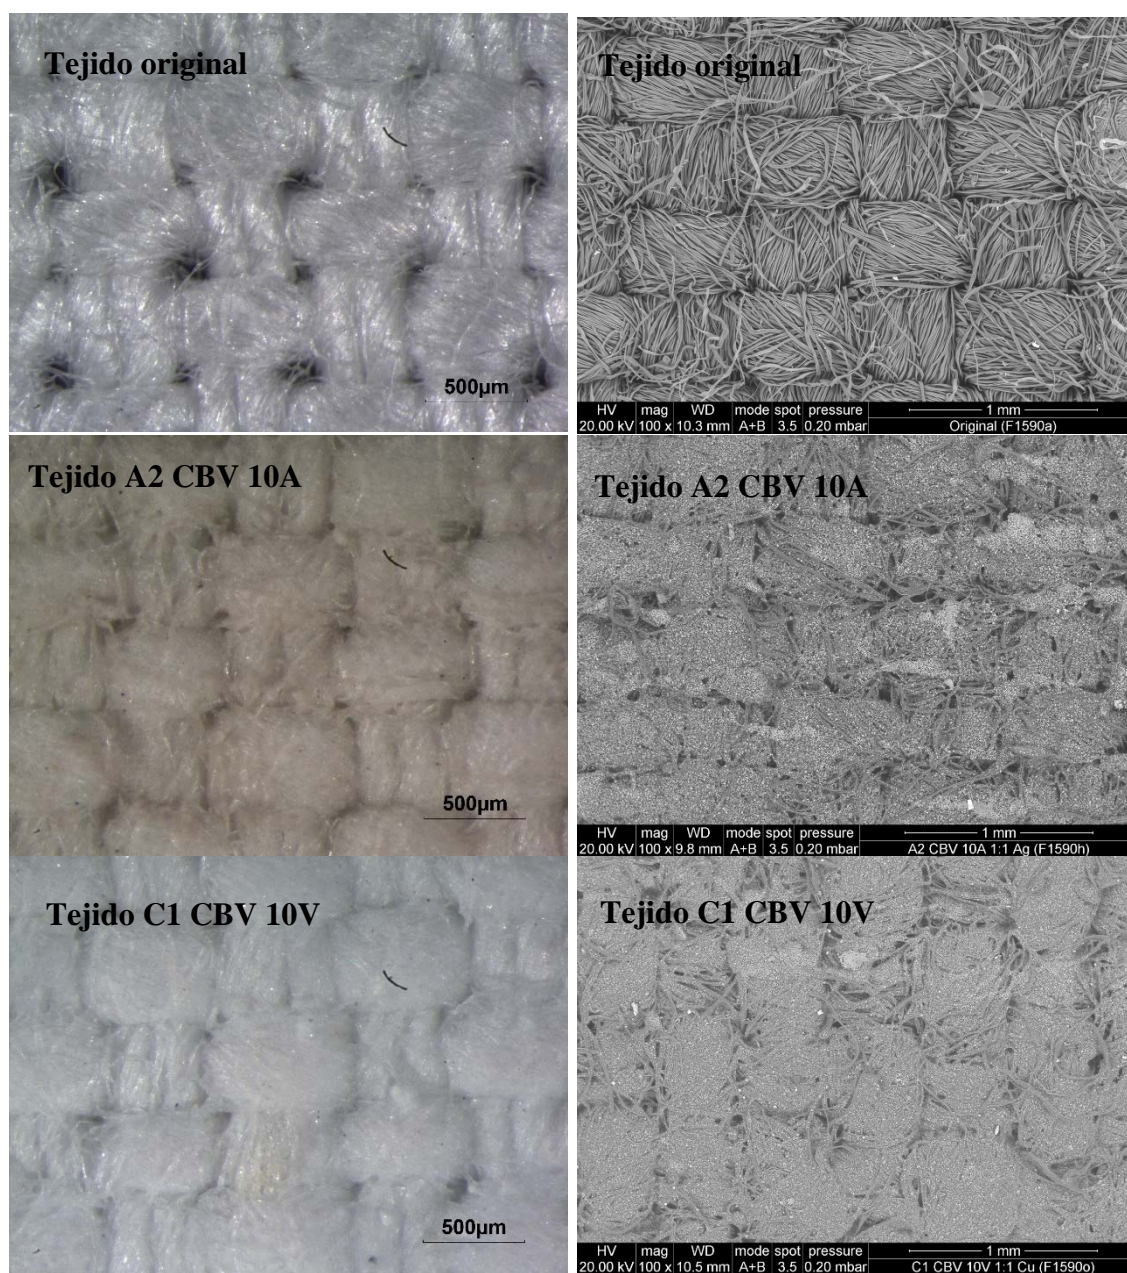 Tejido original
500µm
Tejido original
HV mag WD mode spot pressure 1 mm
20.00 kV 100 x 10.3 mm A+B 3.5 0.20 mbar Original (F1590a)
Tejido A2 CBV 10A
500µm
Tejido A2 CBV 10A
HV mag WD mode spot pressure 1 mm
20.00 kV 100 x 9.8 mm A+B 3.5 0.20 mbar A2 CBV 10A 1:1 Ag (F1590h)
Tejido C1 CBV 10V
500µm
Tejido C1 CBV 10V
HV mag WD mode spot pressure 1 mm
20.00 kV 100 x 10.5 mm A+B 3.5 0.20 mbar C1 CBV 10V 1:1 Cu (F1590o)